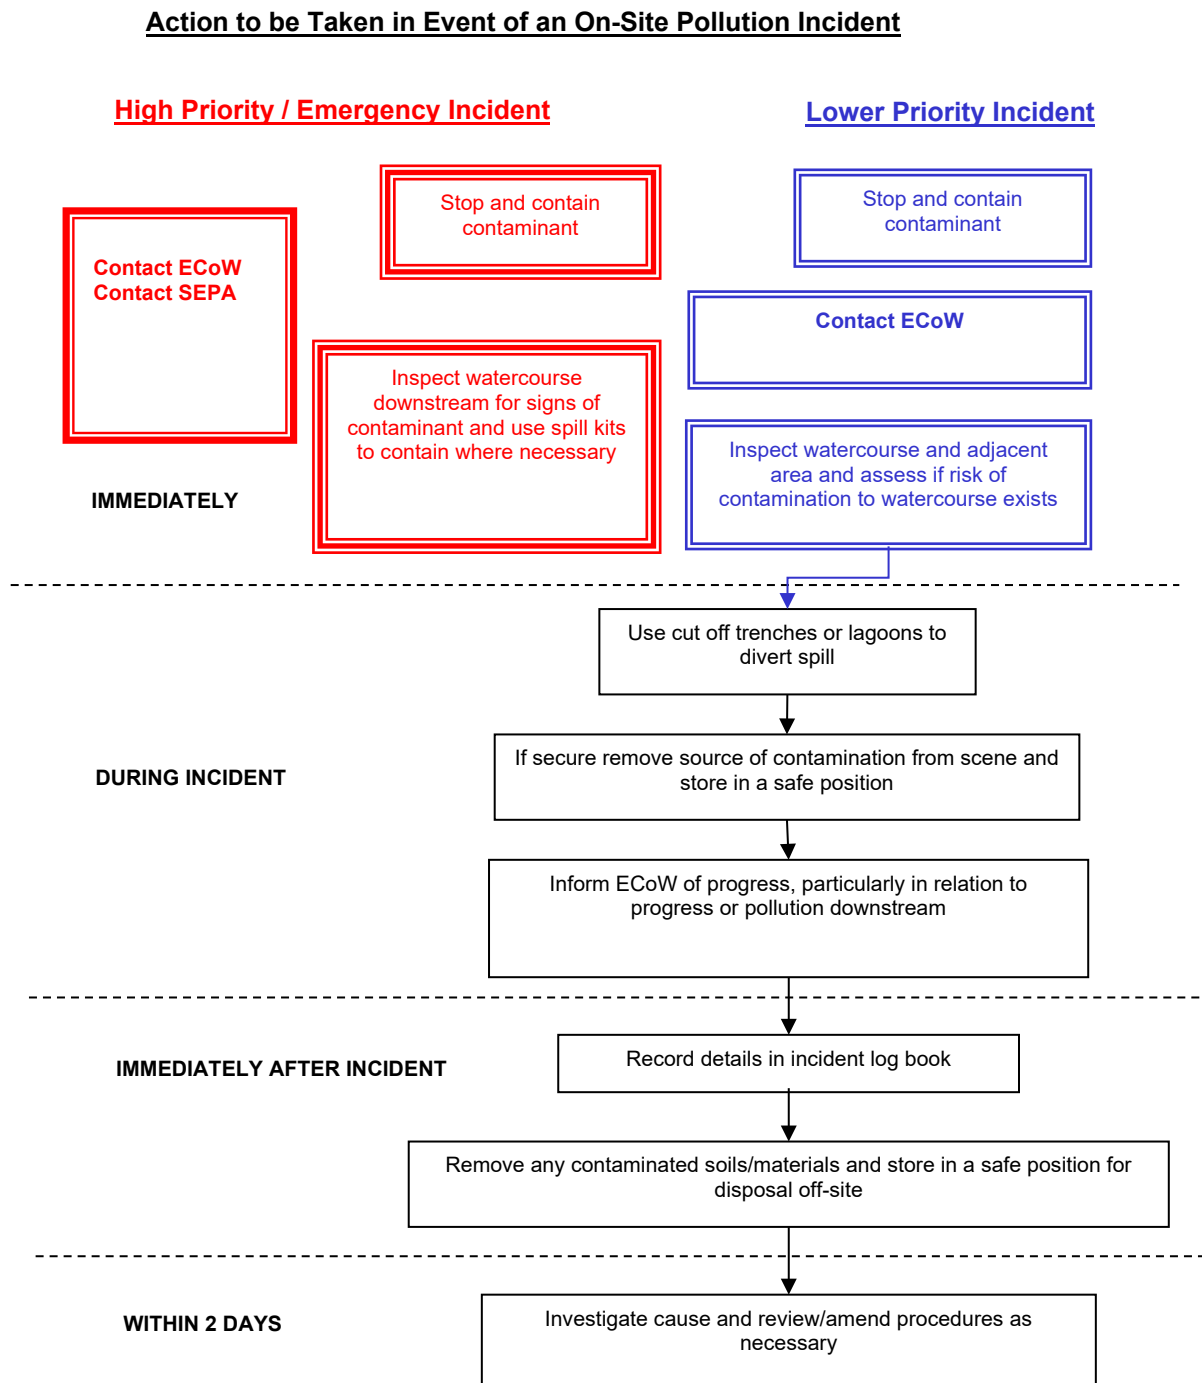 Action to be Taken in Event of an On-Site Pollution Incident
High Priority / Emergency Incident
Lower Priority Incident
Contact ECoW
Contact SEPA
Stop and contain
contaminant
Inspect watercourse
downstream for signs of
contaminant and use spill kits
to contain where necessary
Stop and contain
contaminant
Contact ECoW
Inspect watercourse and adjacent
area and assess if risk of
contamination to watercourse exists
IMMEDIATELY
Use cut off trenches or lagoons to
divert spill
DURING INCIDENT
If secure remove source of contamination from scene and
store in a safe position
Inform ECoW of progress, particularly in relation to
progress or pollution downstream
IMMEDIATELY AFTER INCIDENT
Record details in incident log book
Remove any contaminated soils/materials and store in a safe position for
disposal off-site
WITHIN 2 DAYS
Investigate cause and review/amend procedures as
necessary